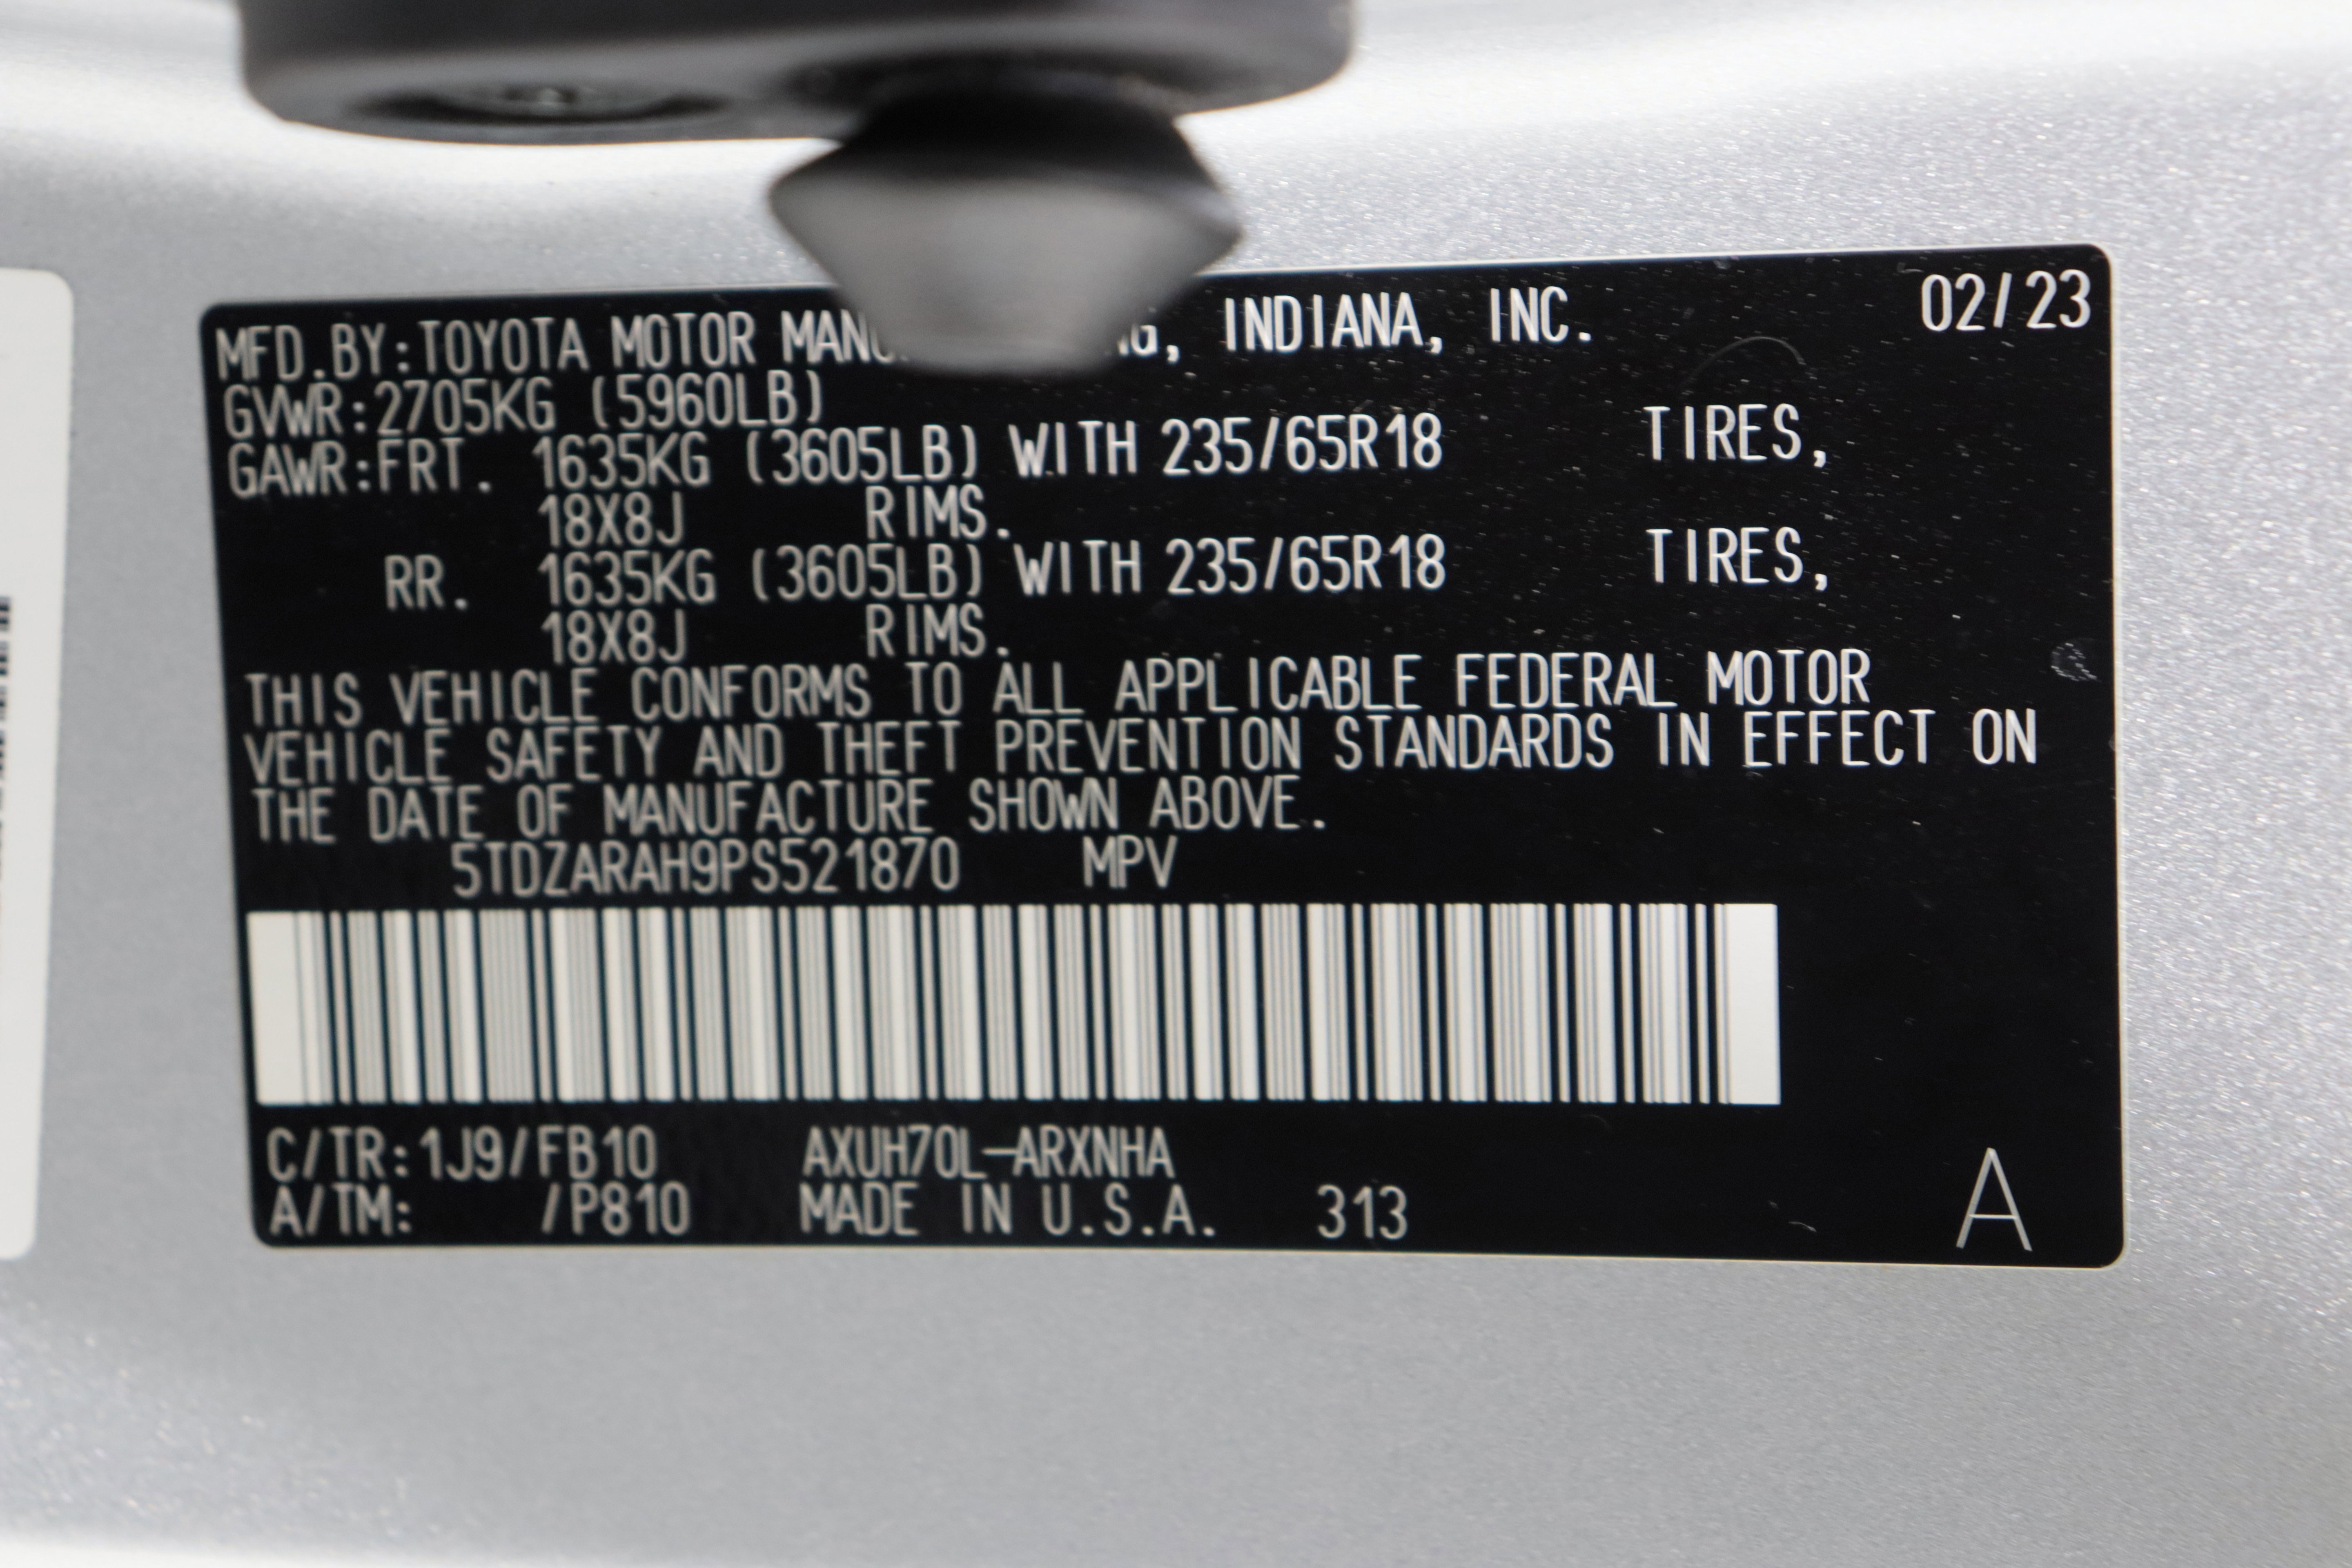 MFD.BY:TOYOTA MOTOR INDIANA, INC. 02/23
GVWR:2705KG (5960LB)
GAWR:FRT. 1635KG (3605LB) WITH 235/65R18 TIRES,
18X8J RIMS.
RR. 1635KG (3605LB) WITH 235/65R18 TIRES,
18X8J RIMS.
THIS VEHICLE CONFORMS TO ALL APPLICABLE FEDERAL MOTOR
VEHICLE SAFETY AND THEFT PREVENTION STANDARDS IN EFFECT ON
THE DATE OF MANUFACTURE SHOWN ABOVE.
5TDZARAH9PS521870 MPV
C/TR:1J9/FB10 AXUH70L-ARXNHA
A/TM: /P810 MADE IN U.S.A. 313
A